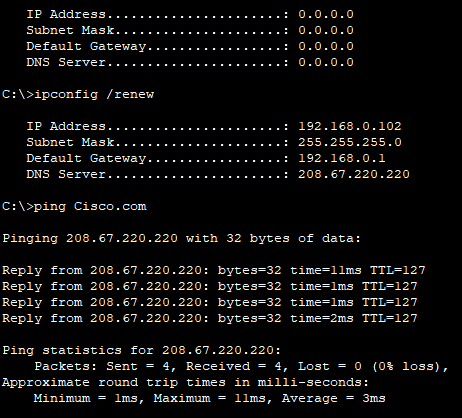 IP Address......................: 0.0.0.0
Subnet Mask.....................: 0.0.0.0
Default Gateway.................: 0.0.0.0
DNS Server......................: 0.0.0.0
C:\>ipconfig /renew
IP Address......................: 192.168.0.102
Subnet Mask.....................: 255.255.255.0
Default Gateway.................: 192.168.0.1
DNS Server......................: 208.67.220.220
C:\>ping Cisco.com
Pinging 208.67.220.220 with 32 bytes of data:
Reply from 208.67.220.220: bytes=32 time=11ms TTL=127
Reply from 208.67.220.220: bytes=32 time=1ms TTL=127
Reply from 208.67.220.220: bytes=32 time=1ms TTL=127
Reply from 208.67.220.220: bytes=32 time=2ms TTL=127
Ping statistics for 208.67.220.220:
Packets: Sent = 4, Received = 4, Lost = 0 (0% loss),
Approximate round trip times in milli-seconds:
Minimum = 1ms, Maximum = 11ms, Average = 3ms